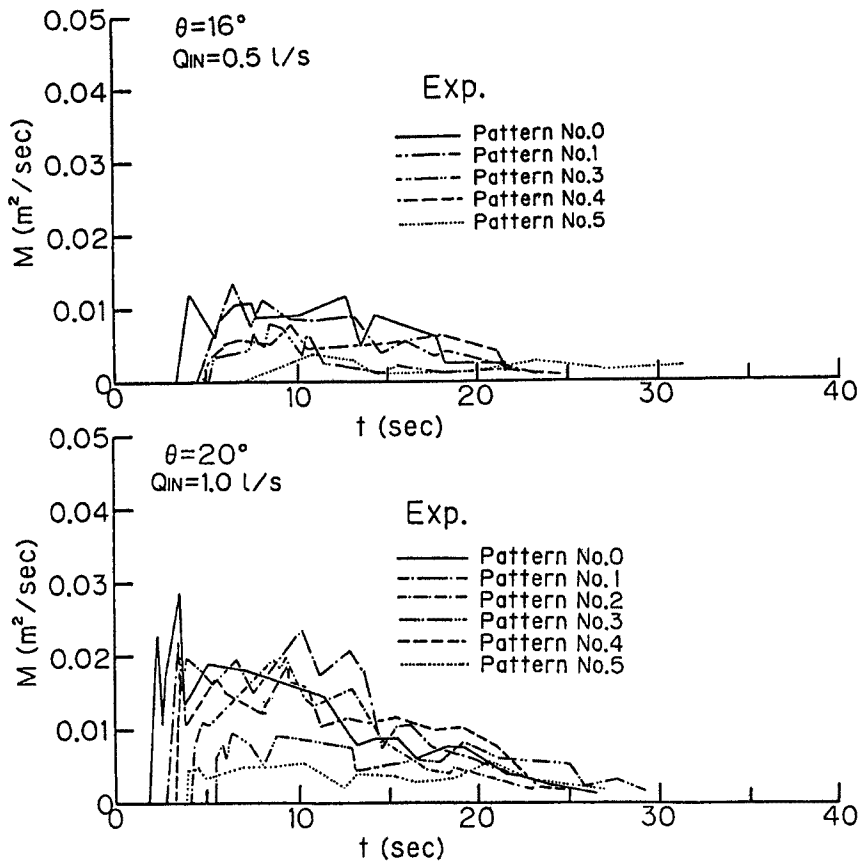 0.05
θ=16°
QIN=0.5 l/s
0.04
Exp.
Pattern No.0
0.03
Pattern No.1
Pattern No.3
Pattern No.4
0.02
Pattern No.5
M (m²/sec)
0.01
0
0 10 20 30 40
t (sec)
0.05
θ=20°
QIN=1.0 l/s
0.04
Exp.
Pattern No.0
0.03
Pattern No.1
Pattern No.2
Pattern No.3
0.02
Pattern No.4
Pattern No.5
M (m²/sec)
0.01
0
0 10 20 30 40
t (sec)